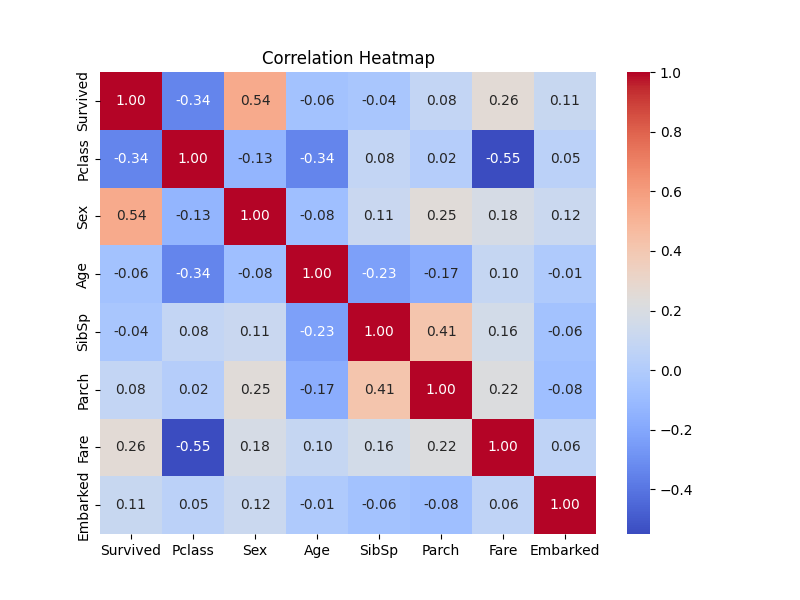 Correlation Heatmap
Survived 1.00 -0.34 0.54 -0.06 -0.04 0.08 0.26 0.11
Pclass -0.34 1.00 -0.13 -0.34 0.08 0.02 -0.55 0.05
Sex 0.54 -0.13 1.00 -0.08 0.11 0.25 0.18 0.12
Age -0.06 -0.34 -0.08 1.00 -0.23 -0.17 0.10 -0.01
SibSp -0.04 0.08 0.11 -0.23 1.00 0.41 0.16 -0.06
Parch 0.08 0.02 0.25 -0.17 0.41 1.00 0.22 -0.08
Fare 0.26 -0.55 0.18 0.10 0.16 0.22 1.00 0.06
Embarked 0.11 0.05 0.12 -0.01 -0.06 -0.08 0.06 1.00
Survived Pclass Sex Age SibSp Parch Fare Embarked
1.0
0.8
0.6
0.4
0.2
0.0
−0.2
−0.4